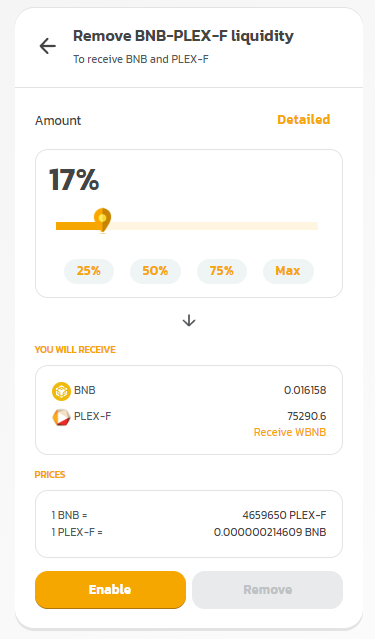 Remove BNB-PLEX-F liquidity
To receive BNB and PLEX-F
Amount
Detailed
17%
25% 50% 75% Max
YOU WILL RECEIVE
BNB 0.016158
PLEX-F 75290.6
Receive WBNB
PRICES
1 BNB = 4659650 PLEX-F
1 PLEX-F = 0.000000214609 BNB
Enable Remove